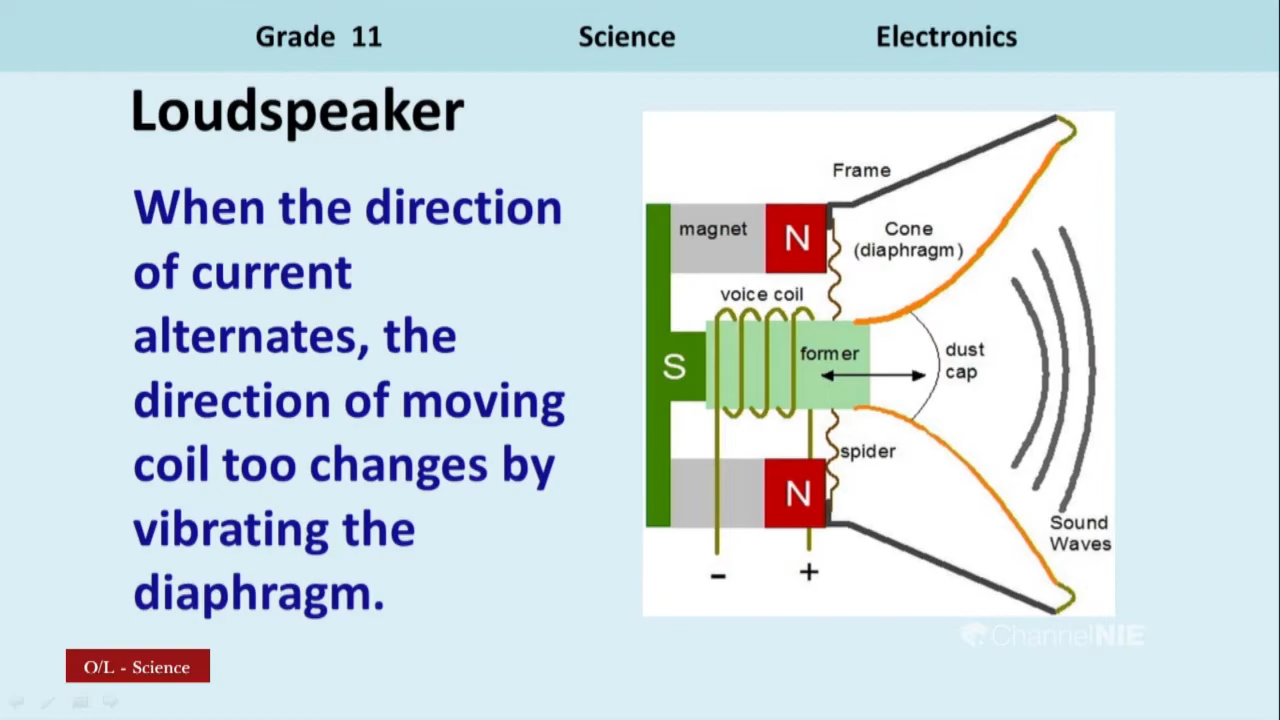 Grade 11 Science Electronics
Loudspeaker
When the direction
of current
alternates, the
direction of moving
coil too changes by
vibrating the
diaphragm.
Frame
magnet
N
Cone
(diaphragm)
voice coil
S
former
dust
cap
spider
N
Sound
Waves
- +
ChannelNIE
O/L - Science